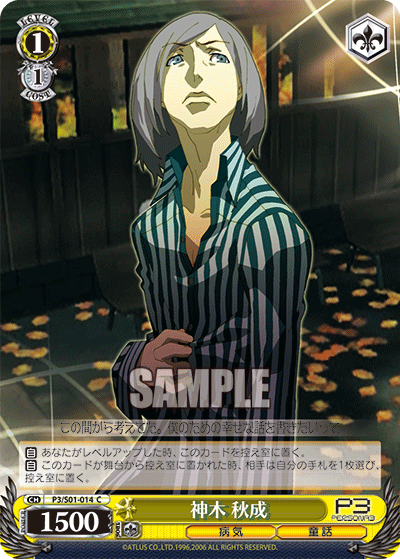 LEVEL
1
1
COST
SAMPLE
この間から考えてた。僕のための幸せな話を書きたいって
自 あなたがレベルアップした時、このカードを控え室に置く。
自 このカードが舞台から控え室に置かれた時、相手は自分の手札を1枚選び、控え室に置く。
CH P3/S01-014 C
POWER
1500
神木 秋成
病気
童話
P3
PERSONA3
©ATLUS CO.,LTD.1996,2006 ALL RIGHTS RESERVED.